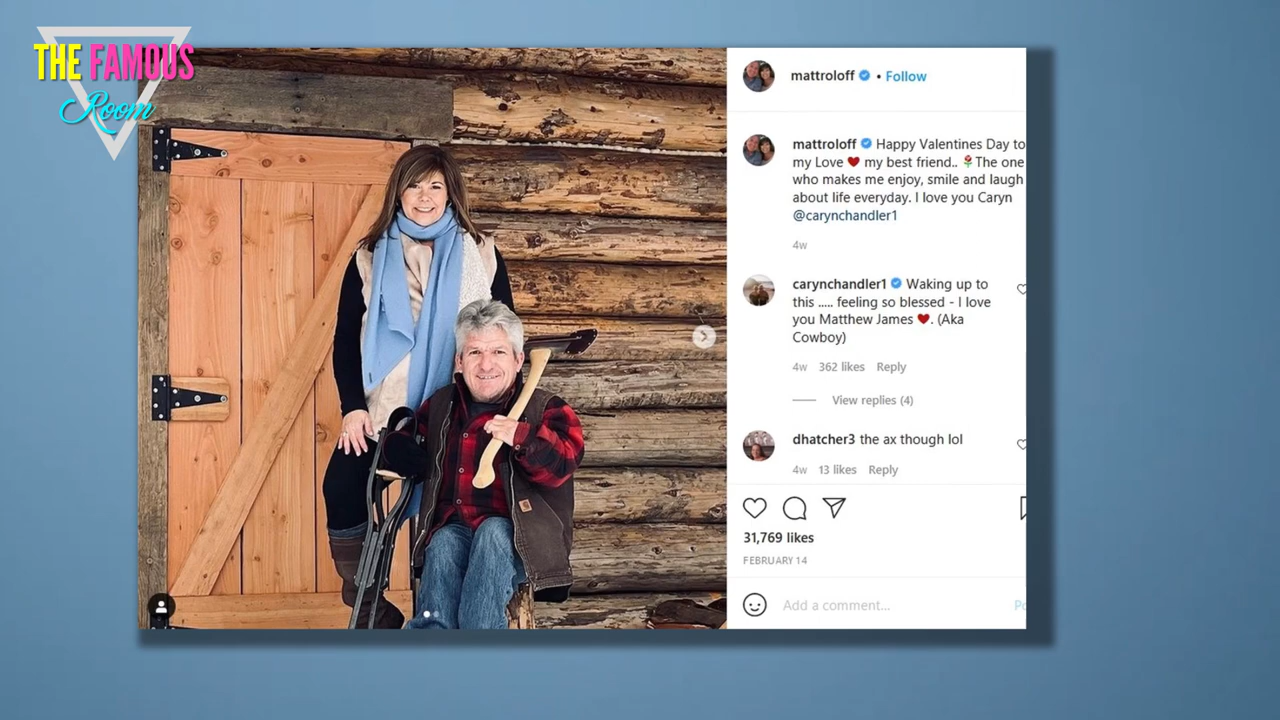 THE FAMOUS
Room
mattroloff • Follow
mattroloff Happy Valentines Day to
my Love ❤ my best friend.. 🌹The one
who makes me enjoy, smile and laugh
about life everyday. I love you Caryn
@carynchandler1
4w
carynchandler1 Waking up to
this ..... feeling so blessed - I love
you Matthew James ❤. (Aka
Cowboy)
4w 362 likes Reply
View replies (4)
dhatcher3 the ax though lol
4w 13 likes Reply
31,769 likes
FEBRUARY 14
Add a comment... Po